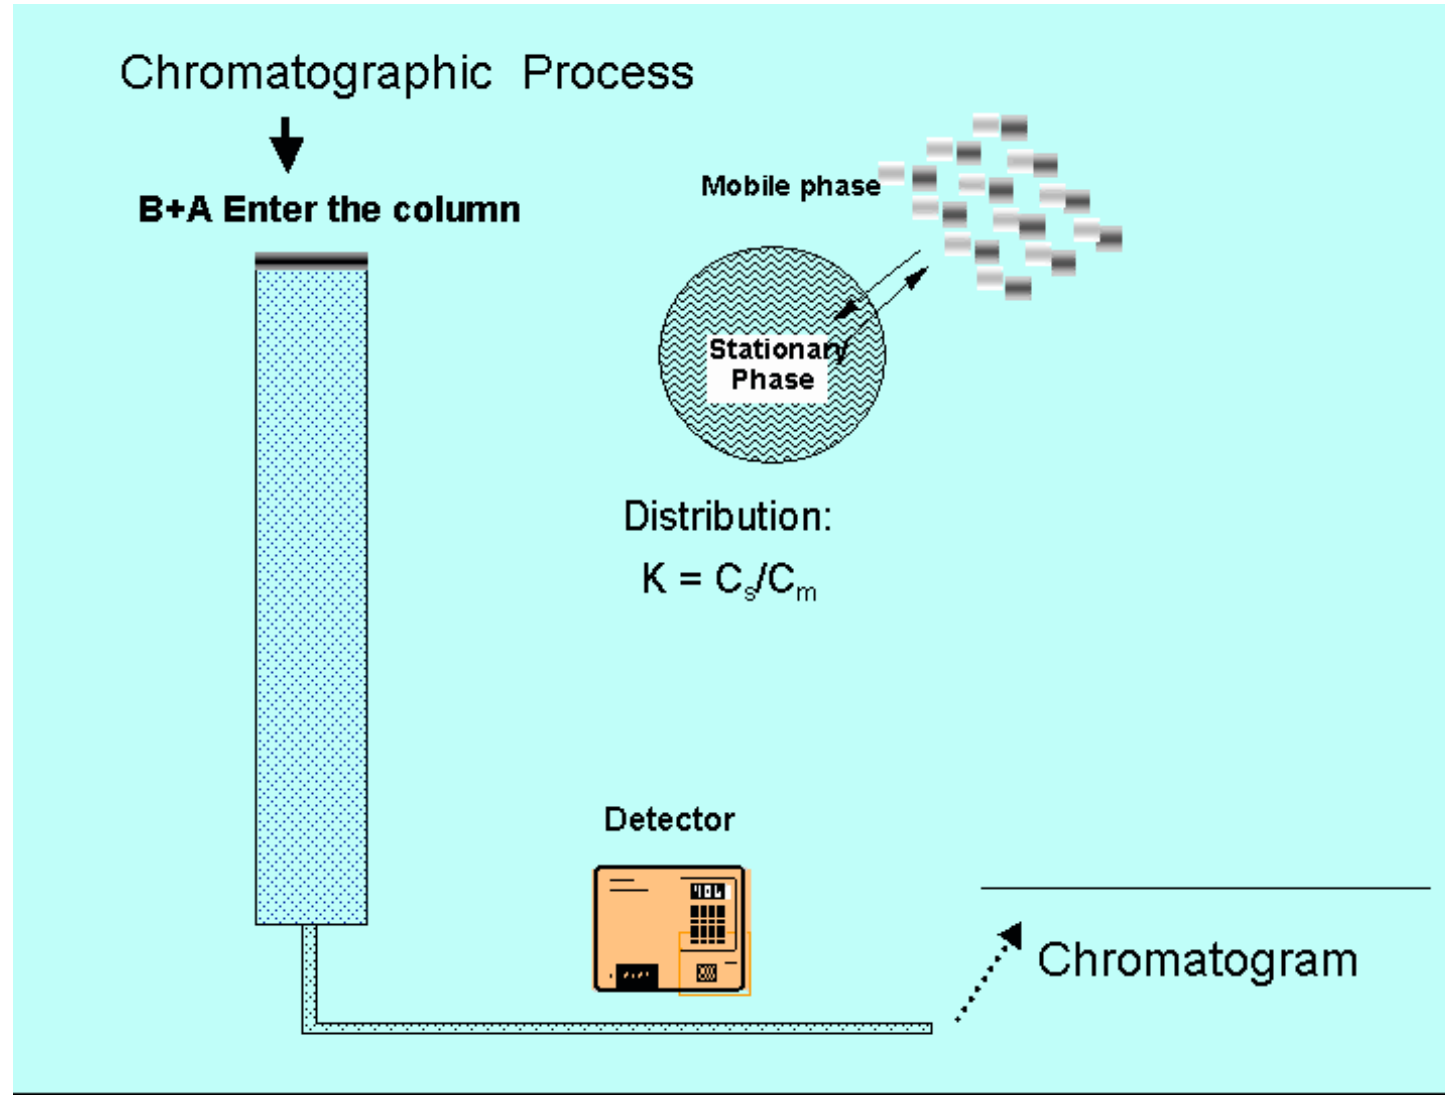 Chromatographic Process
B+A Enter the column
Mobile phase
Stationary
Phase
Distribution:
K = Cs/Cm
Detector
Chromatogram